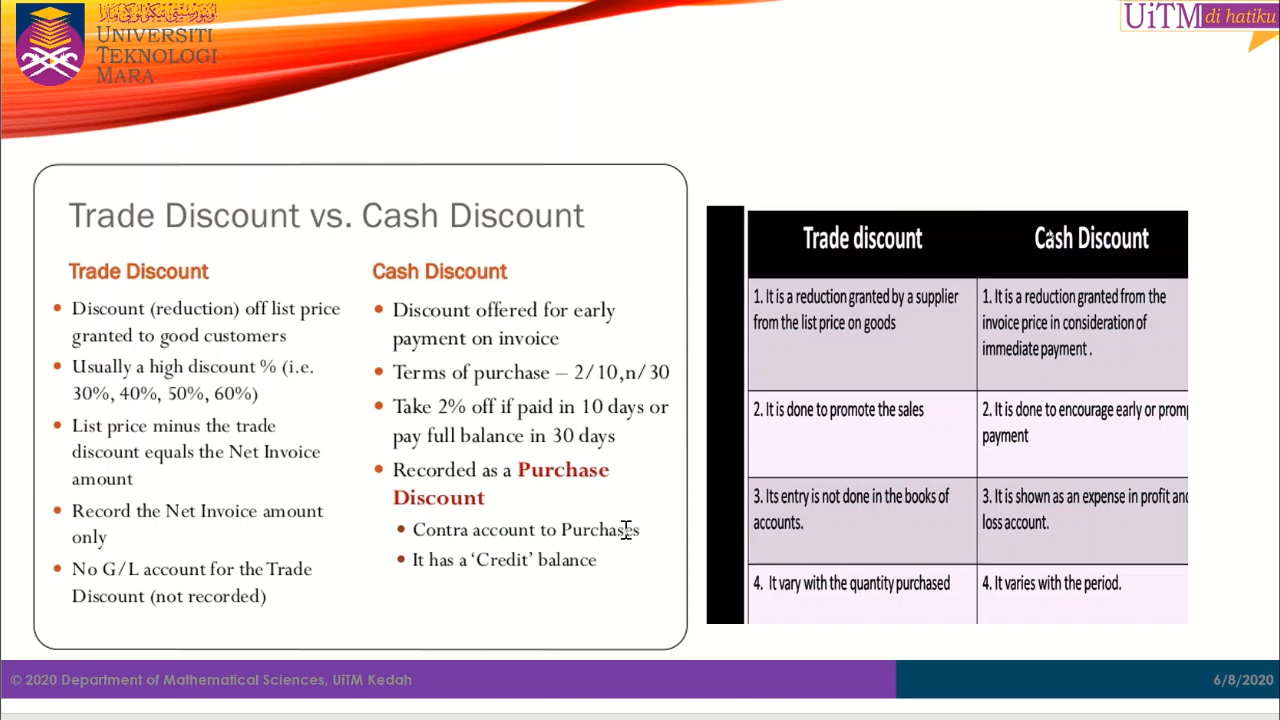 اونيۏرسيتي تيكنولوڬي مارا
UNIVERSITI
TEKNOLOGI
MARA
UiTM di hatiku
Trade Discount vs. Cash Discount
Trade Discount
• Discount (reduction) off list price
granted to good customers
• Usually a high discount % (i.e.
30%, 40%, 50%, 60%)
• List price minus the trade
discount equals the Net Invoice
amount
• Record the Net Invoice amount
only
• No G/L account for the Trade
Discount (not recorded)
Cash Discount
• Discount offered for early
payment on invoice
• Terms of purchase – 2/10,n/30
• Take 2% off if paid in 10 days or
pay full balance in 30 days
• Recorded as a Purchase
Discount
• Contra account to Purchases
• It has a ‘Credit’ balance
Trade discount
Cash Discount
1. It is a reduction granted by a supplier
from the list price on goods
1. It is a reduction granted from the
invoice price in consideration of
immediate payment .
2. It is done to promote the sales
2. It is done to encourage early or promp
payment
3. Its entry is not done in the books of
accounts.
3. It is shown as an expense in profit and
loss account.
4. It vary with the quantity purchased
4. It varies with the period.
© 2020 Department of Mathematical Sciences, UiTM Kedah
6/8/2020